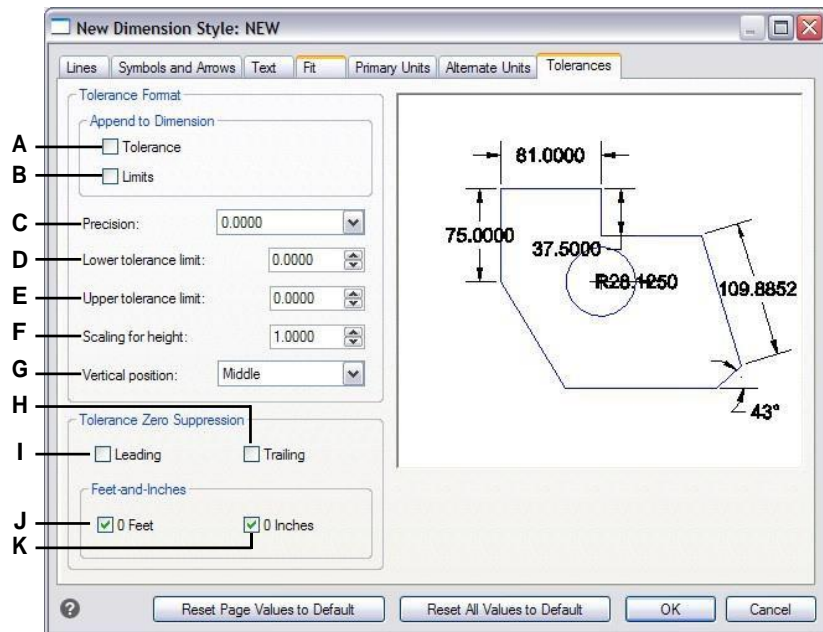 New Dimension Style: NEW
Lines Symbols and Arrows Text Fit Primary Units Alternate Units Tolerances
Tolerance Format
Append to Dimension
A Tolerance
B Limits
C Precision: 0.0000
D Lower tolerance limit: 0.0000
E Upper tolerance limit: 0.0000
F Scaling for height: 1.0000
G Vertical position: Middle
H
Tolerance Zero Suppression
I Leading Trailing
Feet-and-Inches
J 0 Feet 0 Inches
K
81.0000
75.0000
37.5000
R28.1250
109.8852
43°
? Reset Page Values to Default Reset All Values to Default OK Cancel